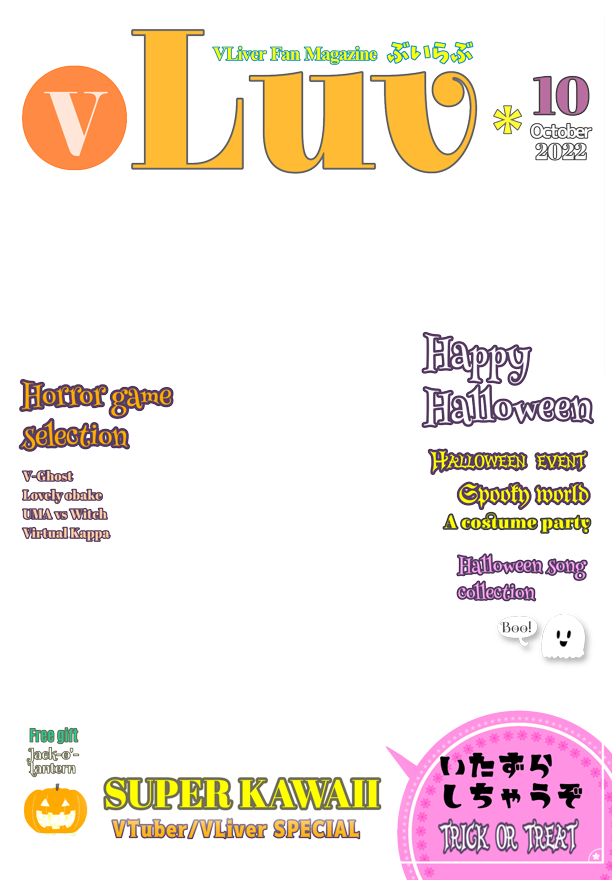 VLiver Fan Magazine ぶいらぶ
V
Luv
*
10
October
2022
Happy
Halloween
Horror game
selection
V-Ghost
Lovely obake
UMA vs Witch
Virtual Kappa
HALLOWEEN EVENT
Spooky world
A costume party
Halloween song
collection
Boo!
Free gift
Jack-o'-
Lantern
SUPER KAWAII
VTuber/VLiver SPECIAL
いたずら
しちゃうぞ
TRICK OR TREAT